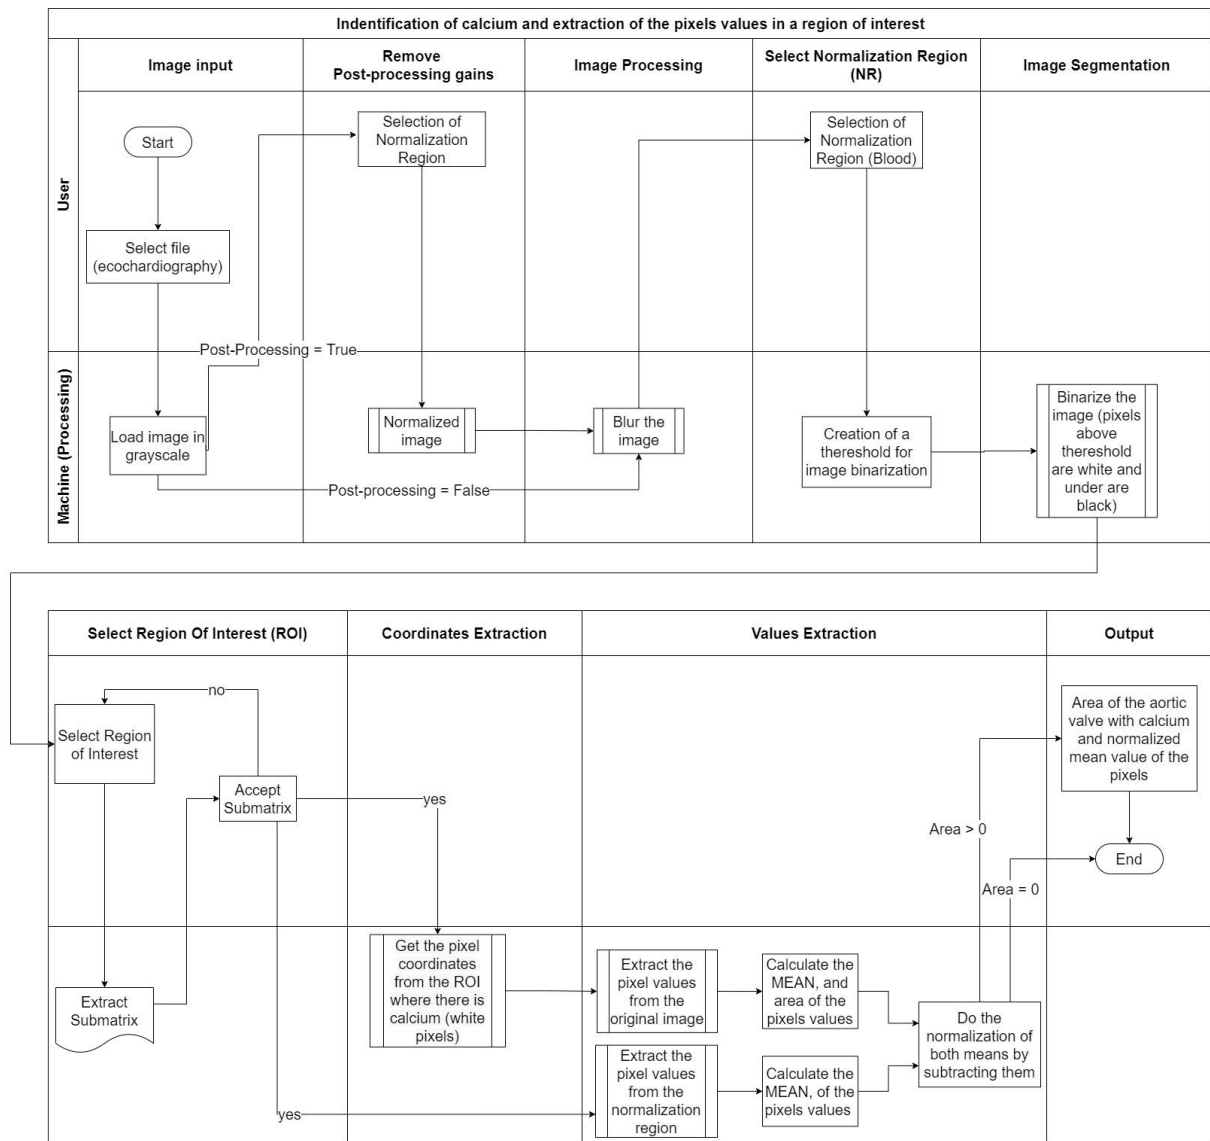 Indentification of calcium and extraction of the pixels values in a region of interest
Image input
Remove
Post-processing gains
Image Processing
Select Normalization Region
(NR)
Image Segmentation
User
Start
Select file
(ecochardiography)
Selection of
Normalization
Region
Selection of
Normalization
Region (Blood)
Post-Processing = True
Machine (Processing)
Load image in
grayscale
Normalized
image
Blur the
image
Creation of a
thereshold for
image binarization
Binarize the
image (pixels
above
thereshold
are white and
under are
black)
Post-processing = False
Select Region Of Interest (ROI)
Coordinates Extraction
Values Extraction
Output
no
Select Region
of Interest
Accept
Submatrix
yes
Area of the aortic
valve with calcium
and normalized
mean value of the
pixels
Area > 0
End
Area = 0
Extract
Submatrix
Get the pixel
coordinates
from the ROI
where there is
calcium (white
pixels)
Extract the
pixel values
from the
original image
Calculate the
MEAN, and
area of the
pixels values
Do the
normalization of
both means by
subtracting them
yes
Extract the
pixel values
from the
normalization
region
Calculate the
MEAN, of the
pixels values